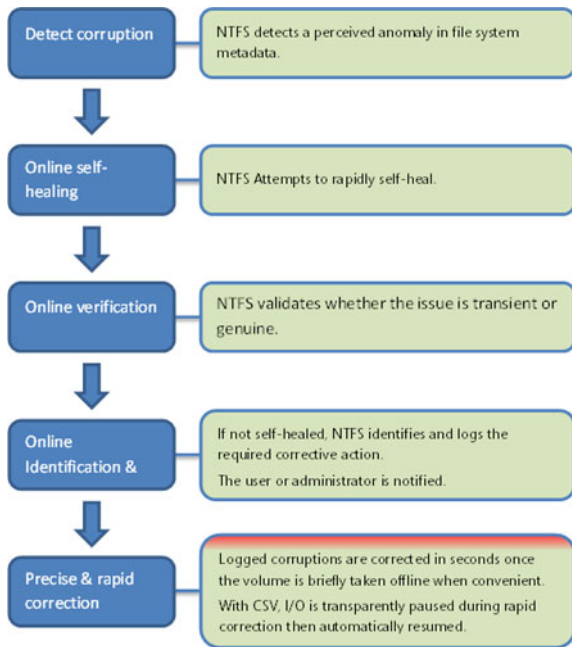 Detect corruption
NTFS detects a perceived anomaly in file system
metadata.
Online self-
healing
NTFS Attempts to rapidly self-heal.
Online verification
NTFS validates whether the issue is transient or
genuine.
Online
Identification &
If not self-healed, NTFS identifies and logs the
required corrective action.
The user or administrator is notified.
Precise & rapid
correction
Logged corruptions are corrected in seconds once
the volume is briefly taken offline when convenient.
With CSV, I/O is transparently paused during rapid
correction then automatically resumed.